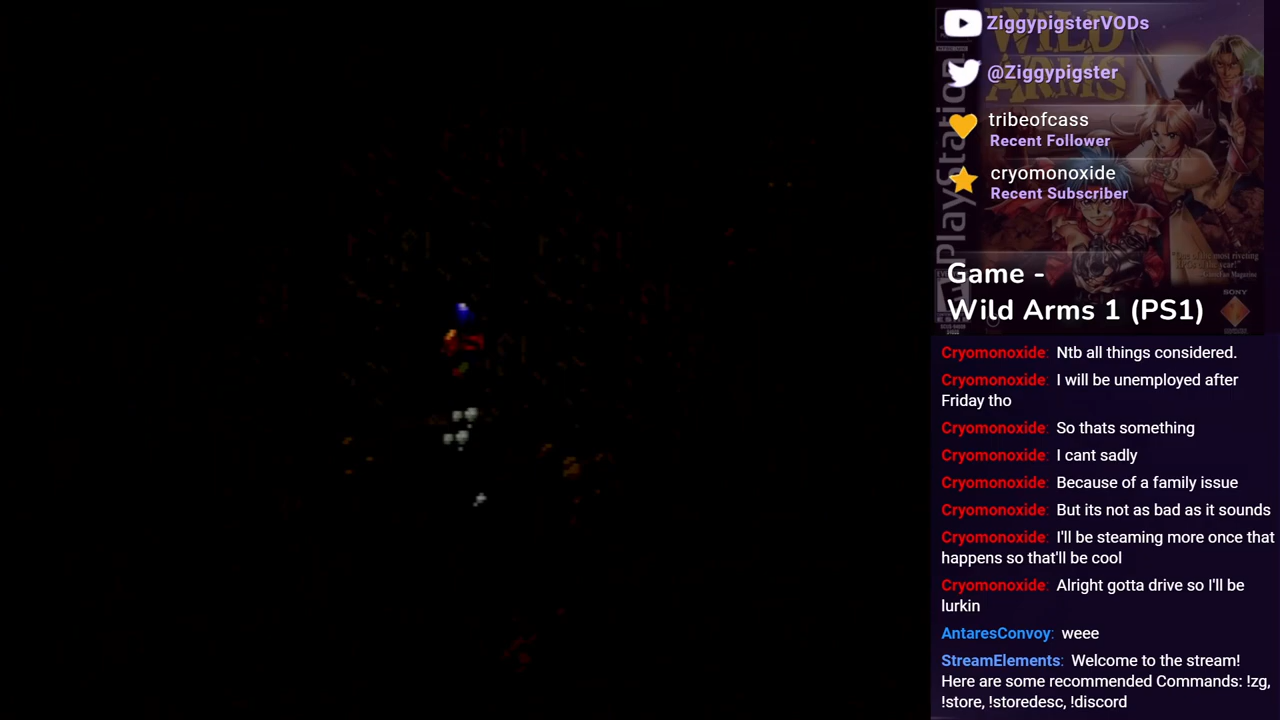 ZiggypigsterVODs
@Ziggypigster
tribeofcass
Recent Follower
cryomonoxide
Recent Subscriber
WILD
ARMS
PlayStation
SONY
Game -
Wild Arms 1 (PS1)
Cryomonoxide: Ntb all things considered.
Cryomonoxide: I will be unemployed after
Friday tho
Cryomonoxide: So thats something
Cryomonoxide: I cant sadly
Cryomonoxide: Because of a family issue
Cryomonoxide: But its not as bad as it sounds
Cryomonoxide: I'll be steaming more once that
happens so that'll be cool
Cryomonoxide: Alright gotta drive so I'll be
lurkin
AntaresConvoy: weee
StreamElements: Welcome to the stream!
Here are some recommended Commands: !zg,
!store, !storedesc, !discord